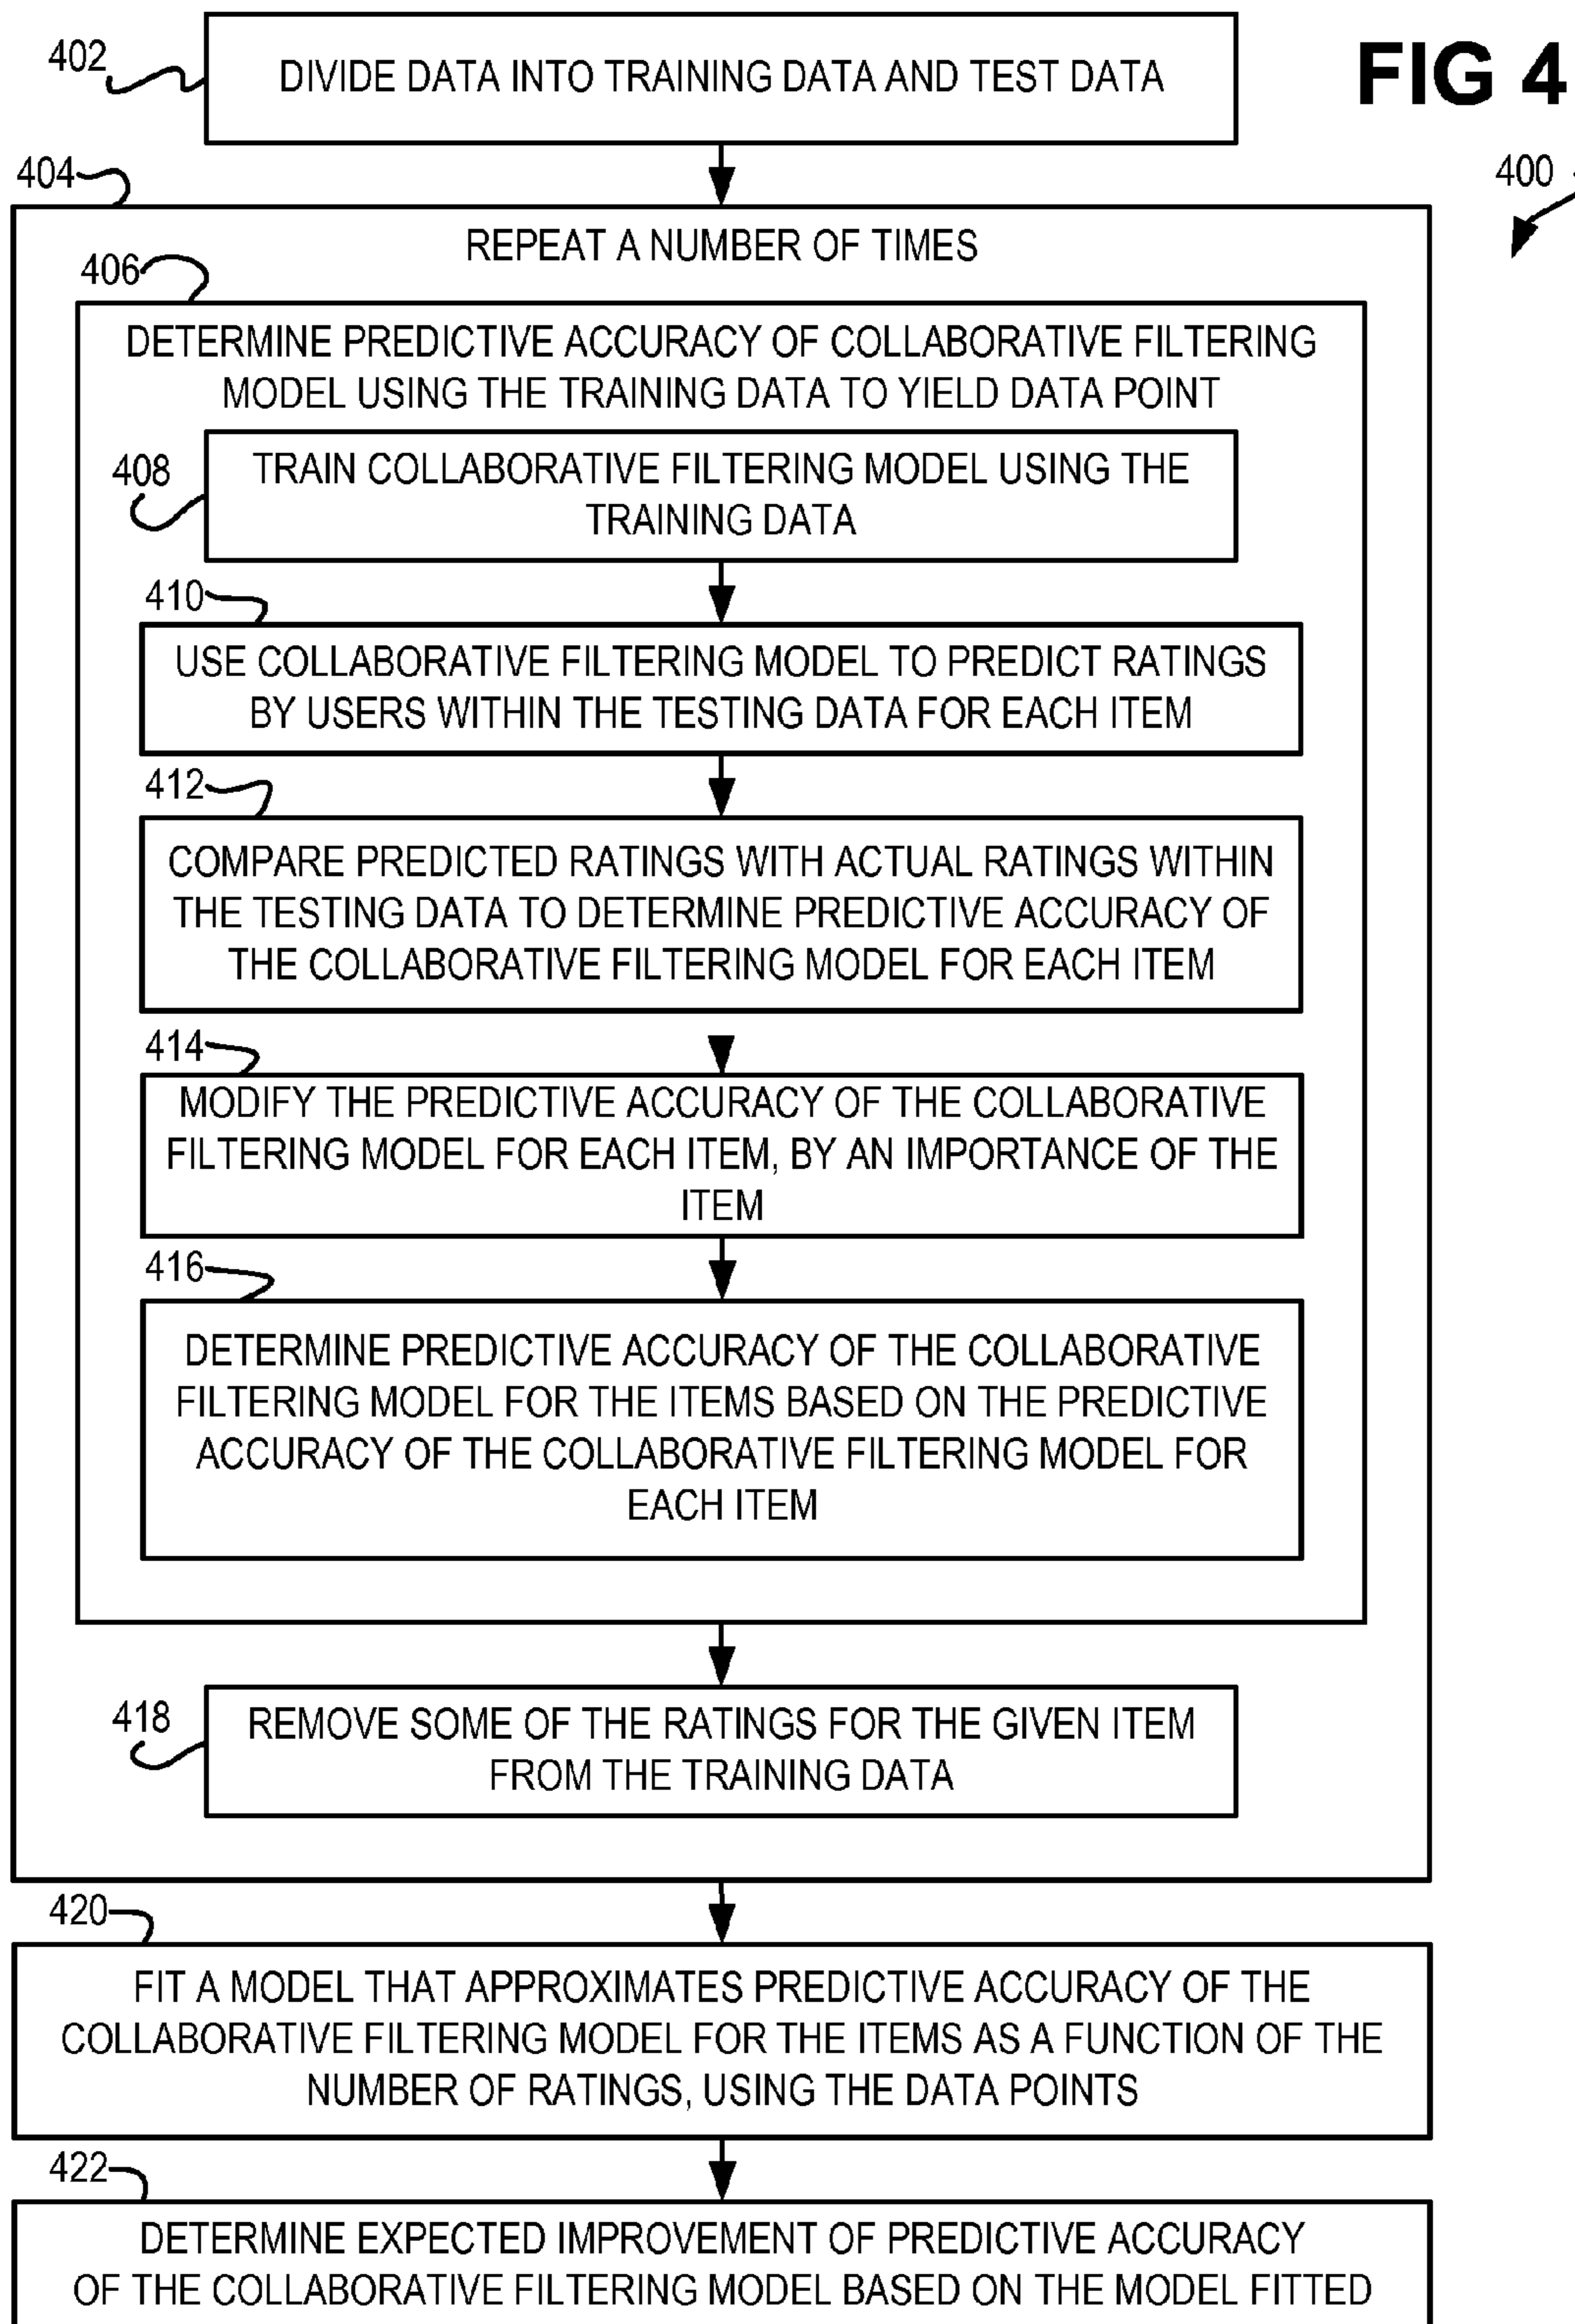 402
DIVIDE DATA INTO TRAINING DATA AND TEST DATA
FIG 4
400
404
REPEAT A NUMBER OF TIMES
406
DETERMINE PREDICTIVE ACCURACY OF COLLABORATIVE FILTERING
MODEL USING THE TRAINING DATA TO YIELD DATA POINT
408
TRAIN COLLABORATIVE FILTERING MODEL USING THE
TRAINING DATA
410
USE COLLABORATIVE FILTERING MODEL TO PREDICT RATINGS
BY USERS WITHIN THE TESTING DATA FOR EACH ITEM
412
COMPARE PREDICTED RATINGS WITH ACTUAL RATINGS WITHIN
THE TESTING DATA TO DETERMINE PREDICTIVE ACCURACY OF
THE COLLABORATIVE FILTERING MODEL FOR EACH ITEM
414
MODIFY THE PREDICTIVE ACCURACY OF THE COLLABORATIVE
FILTERING MODEL FOR EACH ITEM, BY AN IMPORTANCE OF THE
ITEM
416
DETERMINE PREDICTIVE ACCURACY OF THE COLLABORATIVE
FILTERING MODEL FOR THE ITEMS BASED ON THE PREDICTIVE
ACCURACY OF THE COLLABORATIVE FILTERING MODEL FOR
EACH ITEM
418
REMOVE SOME OF THE RATINGS FOR THE GIVEN ITEM
FROM THE TRAINING DATA
420
FIT A MODEL THAT APPROXIMATES PREDICTIVE ACCURACY OF THE
COLLABORATIVE FILTERING MODEL FOR THE ITEMS AS A FUNCTION OF THE
NUMBER OF RATINGS, USING THE DATA POINTS
422
DETERMINE EXPECTED IMPROVEMENT OF PREDICTIVE ACCURACY
OF THE COLLABORATIVE FILTERING MODEL BASED ON THE MODEL FITTED